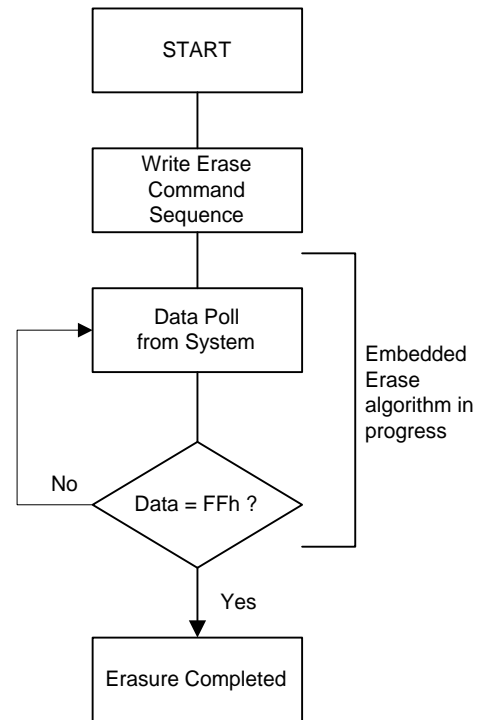 START
Write Erase
Command
Sequence
Data Poll
from System
Embedded
Erase
algorithm in
progress
No
Data = FFh ?
Yes
Erasure Completed